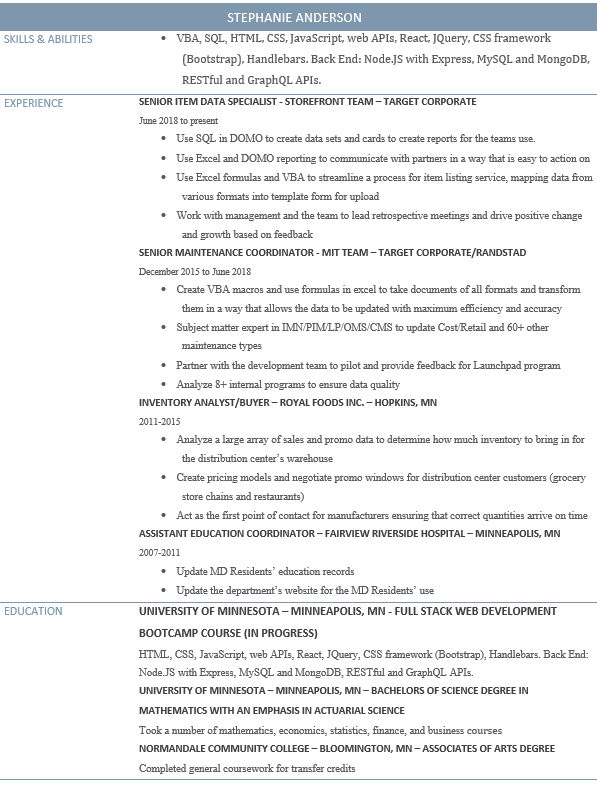 STEPHANIE ANDERSON
SKILLS & ABILITIES
• VBA, SQL, HTML, CSS, JavaScript, web APIs, React, JQuery, CSS framework
(Bootstrap), Handlebars. Back End: Node.JS with Express, MySQL and MongoDB,
RESTful and GraphQL APIs.
EXPERIENCE
SENIOR ITEM DATA SPECIALIST - STOREFRONT TEAM – TARGET CORPORATE
June 2018 to present
• Use SQL in DOMO to create data sets and cards to create reports for the teams use.
• Use Excel and DOMO reporting to communicate with partners in a way that is easy to action on
• Use Excel formulas and VBA to streamline a process for item listing service, mapping data from
various formats into template form for upload
• Work with management and the team to lead retrospective meetings and drive positive change
and growth based on feedback
SENIOR MAINTENANCE COORDINATOR - MIT TEAM – TARGET CORPORATE/RANDSTAD
December 2015 to June 2018
• Create VBA macros and use formulas in excel to take documents of all formats and transform
them in a way that allows the data to be updated with maximum efficiency and accuracy
• Subject matter expert in IMN/PIM/LP/OMS/CMS to update Cost/Retail and 60+ other
maintenance types
• Partner with the development team to pilot and provide feedback for Launchpad program
• Analyze 8+ internal programs to ensure data quality
INVENTORY ANALYST/BUYER – ROYAL FOODS INC. – HOPKINS, MN
2011-2015
• Analyze a large array of sales and promo data to determine how much inventory to bring in for
the distribution center's warehouse
• Create pricing models and negotiate promo windows for distribution center customers (grocery
store chains and restaurants)
• Act as the first point of contact for manufacturers ensuring that correct quantities arrive on time
ASSISTANT EDUCATION COORDINATOR – FAIRVIEW RIVERSIDE HOSPITAL – MINNEAPOLIS, MN
2007-2011
• Update MD Residents' education records
• Update the department's website for the MD Residents' use
EDUCATION
UNIVERSITY OF MINNESOTA – MINNEAPOLIS, MN - FULL STACK WEB DEVELOPMENT
BOOTCAMP COURSE (IN PROGRESS)
HTML, CSS, JavaScript, web APIs, React, JQuery, CSS framework (Bootstrap), Handlebars. Back End:
Node.JS with Express, MySQL and MongoDB, RESTful and GraphQL APIs.
UNIVERSITY OF MINNESOTA – MINNEAPOLIS, MN – BACHELORS OF SCIENCE DEGREE IN
MATHEMATICS WITH AN EMPHASIS IN ACTUARIAL SCIENCE
Took a number of mathematics, economics, statistics, finance, and business courses
NORMANDALE COMMUNITY COLLEGE – BLOOMINGTON, MN – ASSOCIATES OF ARTS DEGREE
Completed general coursework for transfer credits